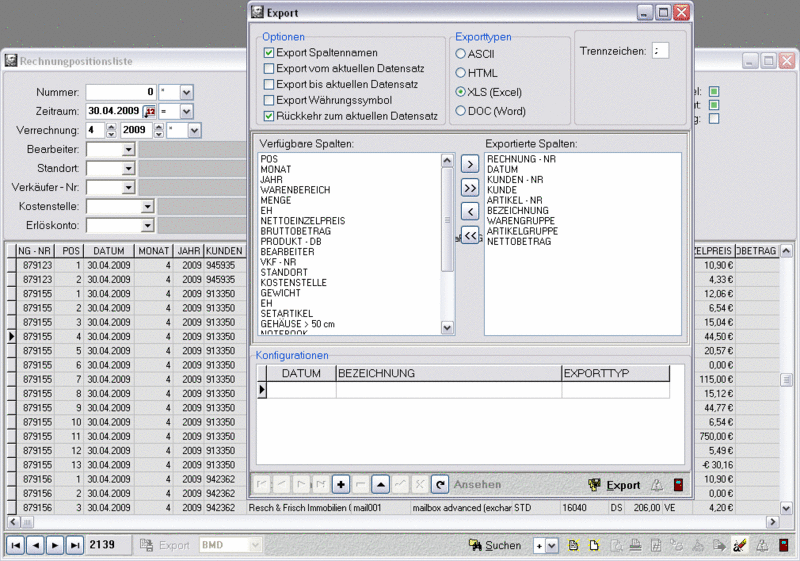 Export
Optionen
Export Spaltennamen
Export vom aktuellen Datensatz
Export bis aktuellen Datensatz
Export Währungssymbol
Rückkehr zum aktuellen Datensatz
Exporttypen
ASCII
HTML
XLS (Excel)
DOC (Word)
Trennzeichen: ;
Rechnungpositionsliste
Nummer: 0 *
Zeitraum: 30.04.2009 12 =
Verrechnung: 4 2009 *
Bearbeiter:
Standort:
Verkäufer - Nr:
Kostenstelle:
Erlöskonto:
Verfügbare Spalten:
POS
MONAT
JAHR
WARENBEREICH
MENGE
EH
NETTOEINZELPREIS
BRUTTOBETRAG
PRODUKT - DB
BEARBEITER
VKF - NR
STANDORT
KOSTENSTELLE
GEWICHT
EH
SETARTIKEL
GEHÄUSE > 50 cm
NOTEBOOK
>
>>
<
<<
Exportierte Spalten:
RECHNUNG - NR
DATUM
KUNDEN - NR
KUNDE
ARTIKEL - NR
BEZEICHNUNG
WARENGRUPPE
ARTIKELGRUPPE
NETTOBETRAG
Konfigurationen
DATUM BEZEICHNUNG EXPORTTYP
Ansehen Export
NG - NR POS DATUM MONAT JAHR KUNDEN ZELPREIS OBETRAG
879123 1 30.04.2009 4 2009 945935 10,90 €
879123 2 30.04.2009 4 2009 945935 4,33 €
879155 1 30.04.2009 4 2009 913350 12,06 €
879155 2 30.04.2009 4 2009 913350 6,54 €
879155 3 30.04.2009 4 2009 913350 15,04 €
879155 4 30.04.2009 4 2009 913350 44,50 €
879155 5 30.04.2009 4 2009 913350 20,57 €
879155 6 30.04.2009 4 2009 913350 0,00 €
879155 7 30.04.2009 4 2009 913350 115,00 €
879155 8 30.04.2009 4 2009 913350 15,12 €
879155 9 30.04.2009 4 2009 913350 44,77 €
879155 10 30.04.2009 4 2009 913350 6,54 €
879155 11 30.04.2009 4 2009 913350 750,00 €
879155 12 30.04.2009 4 2009 913350 5,49 €
879155 13 30.04.2009 4 2009 913350 -€ 30,16
879156 1 30.04.2009 4 2009 942362 10,90 €
879156 2 30.04.2009 4 2009 942362 0,00 €
879156 3 30.04.2009 4 2009 942362 Resch & Frisch Immobilien ( mail001 mailbox advanced (exchar STD 16040 DS 206,00 VE 4,20 €
2139 Export BMD Suchen +